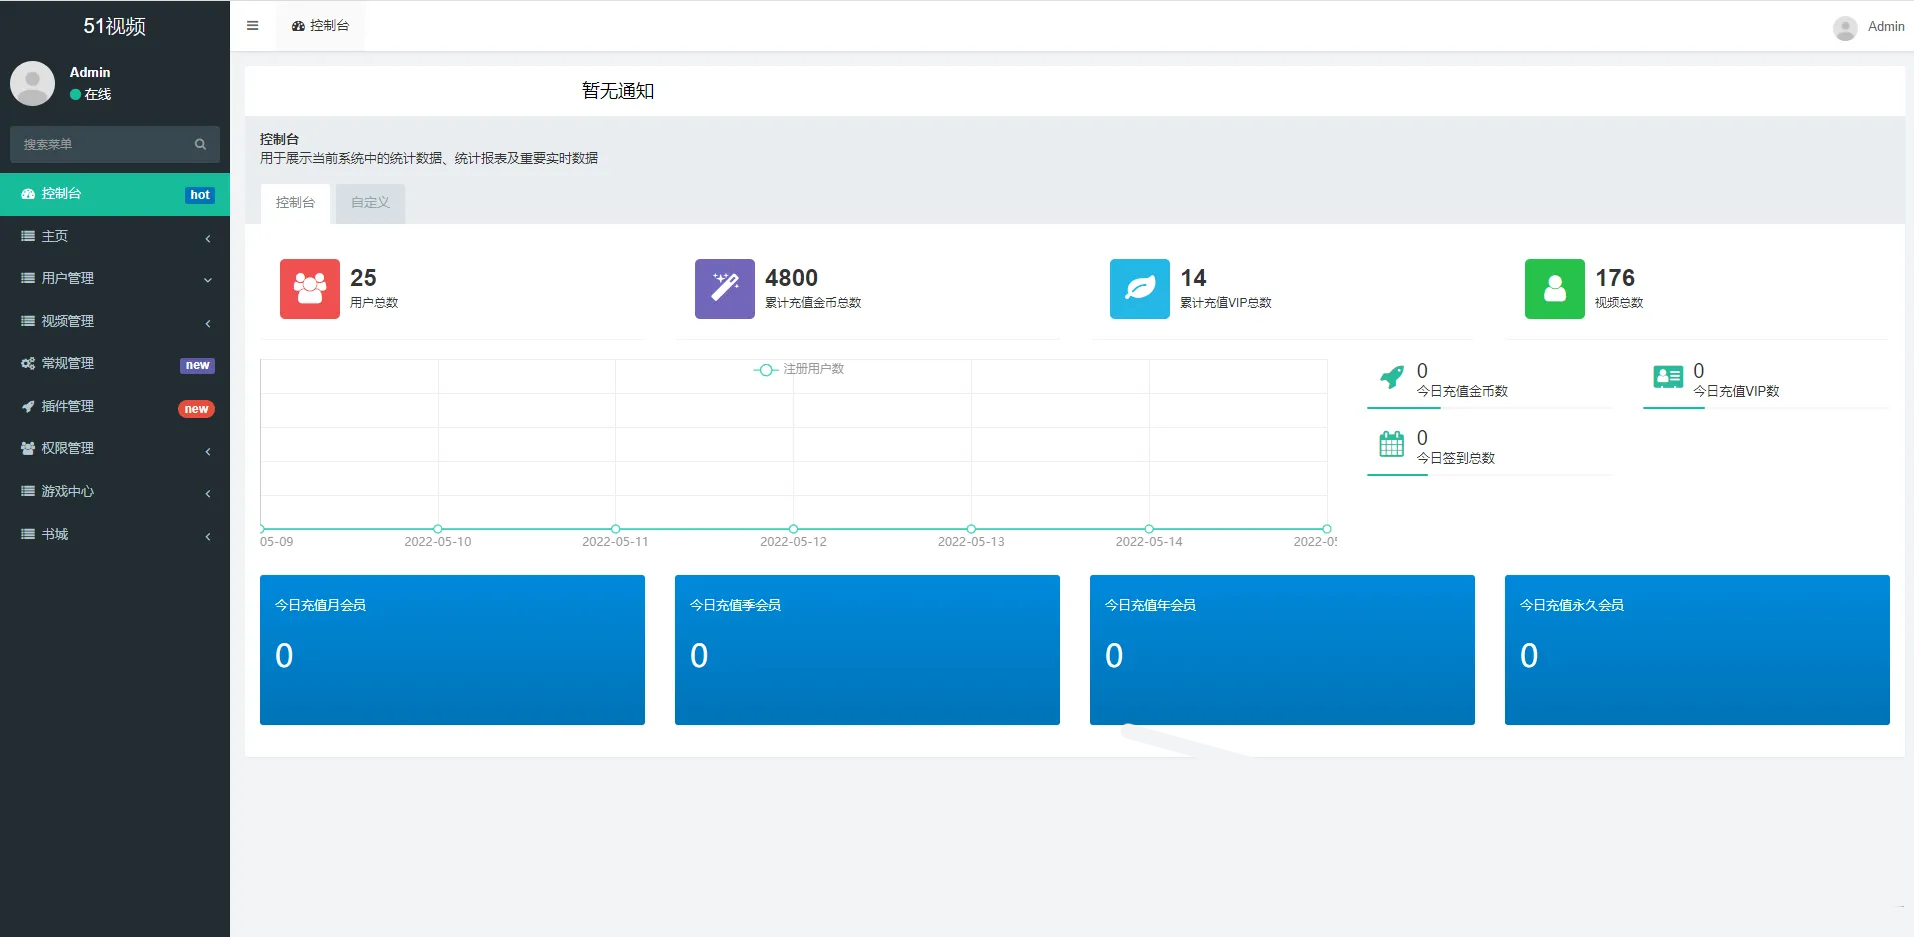 51视频
Admin
在线
搜索菜单
控制台 hot
主页
用户管理
视频管理
常规管理 new
插件管理 new
权限管理
游戏中心
书城
控制台
Admin
暂无通知
控制台
用于展示当前系统中的统计数据、统计报表及重要实时数据
控制台 自定义
25
用户总数
4800
累计充值金币总数
14
累计充值VIP总数
176
视频总数
注册用户数
05-09 2022-05-10 2022-05-11 2022-05-12 2022-05-13 2022-05-14 2022-05
0
今日充值金币数
0
今日充值VIP数
0
今日签到总数
今日充值月会员
0
今日充值季会员
0
今日充值年会员
0
今日充值永久会员
0